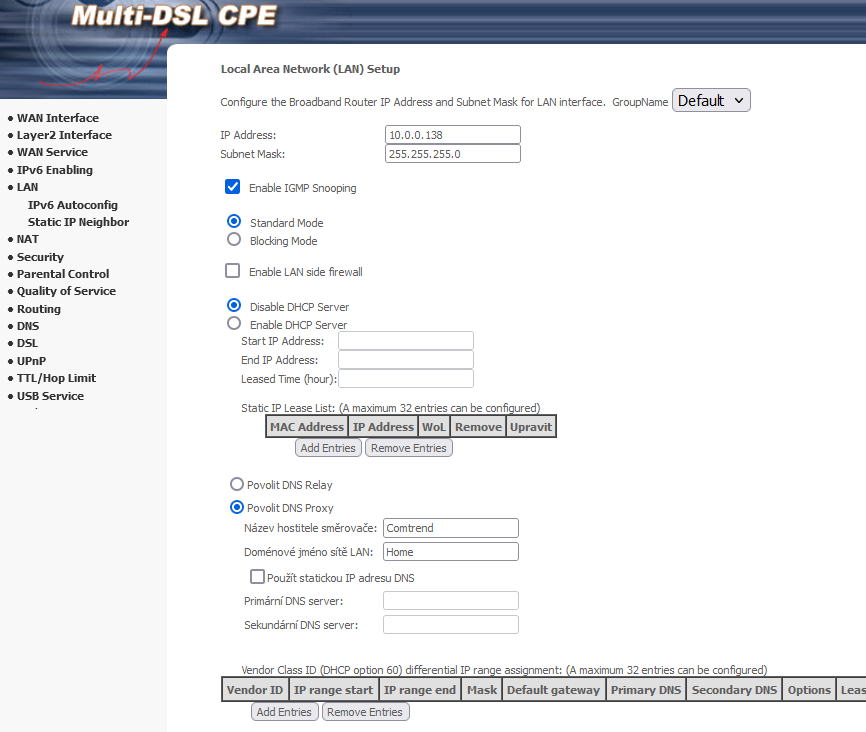 Multi-DSL CPE
WAN Interface
Layer2 Interface
WAN Service
IPv6 Enabling
LAN
IPv6 Autoconfig
Static IP Neighbor
NAT
Security
Parental Control
Quality of Service
Routing
DNS
DSL
UPnP
TTL/Hop Limit
USB Service
Local Area Network (LAN) Setup
Configure the Broadband Router IP Address and Subnet Mask for LAN interface. GroupName Default
IP Address: 10.0.0.138
Subnet Mask: 255.255.255.0
Enable IGMP Snooping
Standard Mode
Blocking Mode
Enable LAN side firewall
Disable DHCP Server
Enable DHCP Server
Start IP Address:
End IP Address:
Leased Time (hour):
Static IP Lease List: (A maximum 32 entries can be configured)
MAC Address IP Address WoL Remove Upravit
Add Entries Remove Entries
Povolit DNS Relay
Povolit DNS Proxy
Název hostitele směrovače: Comtrend
Doménové jméno sítě LAN: Home
Použít statickou IP adresu DNS
Primární DNS server:
Sekundární DNS server:
Vendor Class ID (DHCP option 60) differential IP range assignment: (A maximum 32 entries can be configured)
Vendor ID IP range start IP range end Mask Default gateway Primary DNS Secondary DNS Options Leas
Add Entries Remove Entries